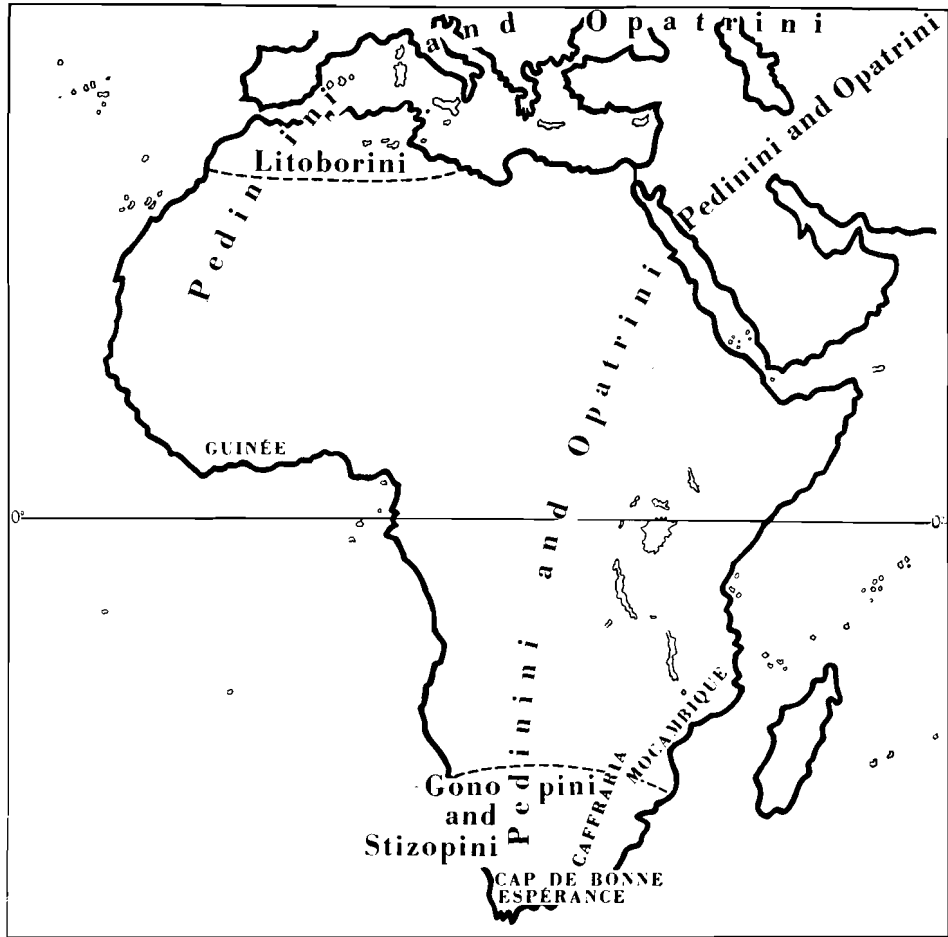 and Opatrini
Pedinini and Opatrini
Pedinini
Litoborini
Pedinini and Opatrini
GUINÉE
0°
0°
MOÇAMBIQUE
CAFFRARIA
Gonopini
and
Stizopini
CAP DE BONNE
ESPÉRANCE